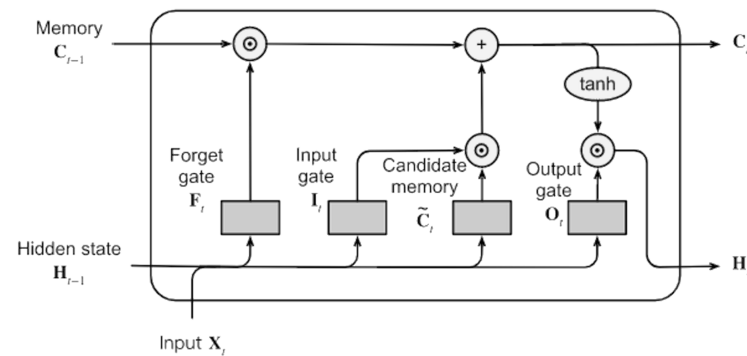 Memory
C_{t-1}
C_t
tanh
Forget
gate
F_t
Input
gate
I_t
Candidate
memory
C̃_t
Output
gate
O_t
Hidden state
H_{t-1}
H
Input X_t